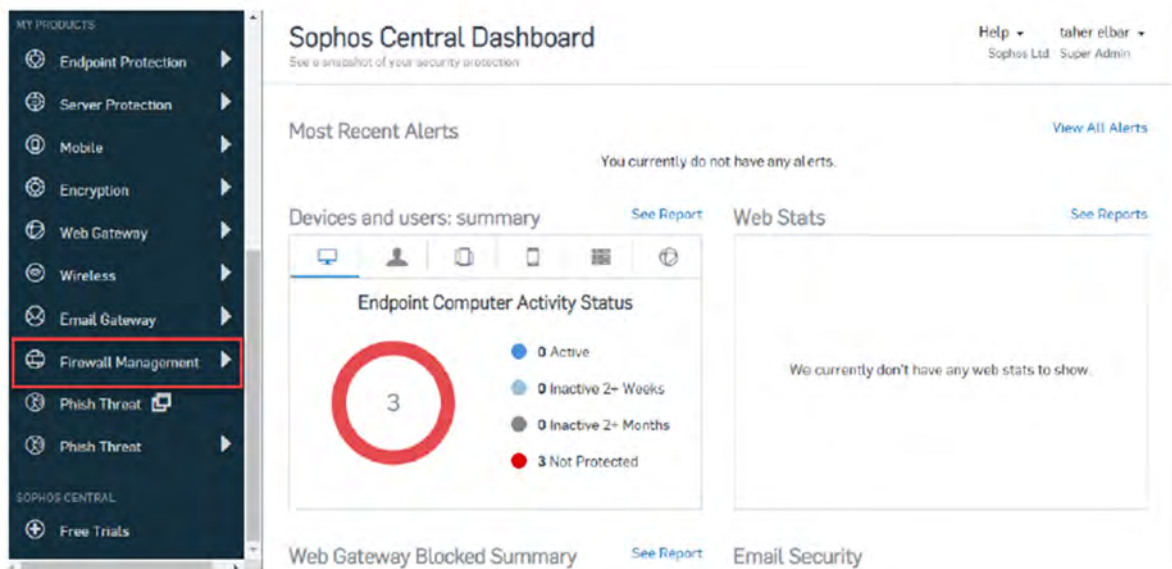 MY PRODUCTS
Endpoint Protection
Server Protection
Mobile
Encryption
Web Gateway
Wireless
Email Gateway
Firewall Management
Phish Threat
Phish Threat
SOPHOS CENTRAL
Free Trials
Sophos Central Dashboard
See a snapshot of your security protection
Help
taher elbar
Sophos Ltd · Super Admin
Most Recent Alerts
View All Alerts
You currently do not have any alerts.
Devices and users: summary
See Report
Endpoint Computer Activity Status
3
0 Active
0 Inactive 2+ Weeks
0 Inactive 2+ Months
3 Not Protected
Web Stats
See Reports
We currently don't have any web stats to show.
Web Gateway Blocked Summary
See Report
Email Security